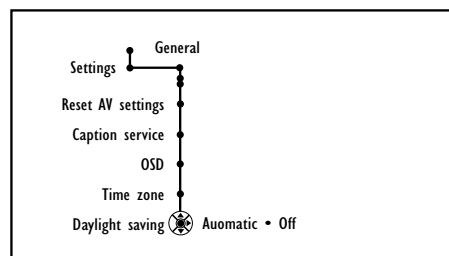 General
Settings
Reset AV settings
Caption service
OSD
Time zone
Daylight saving Auomatic • Off